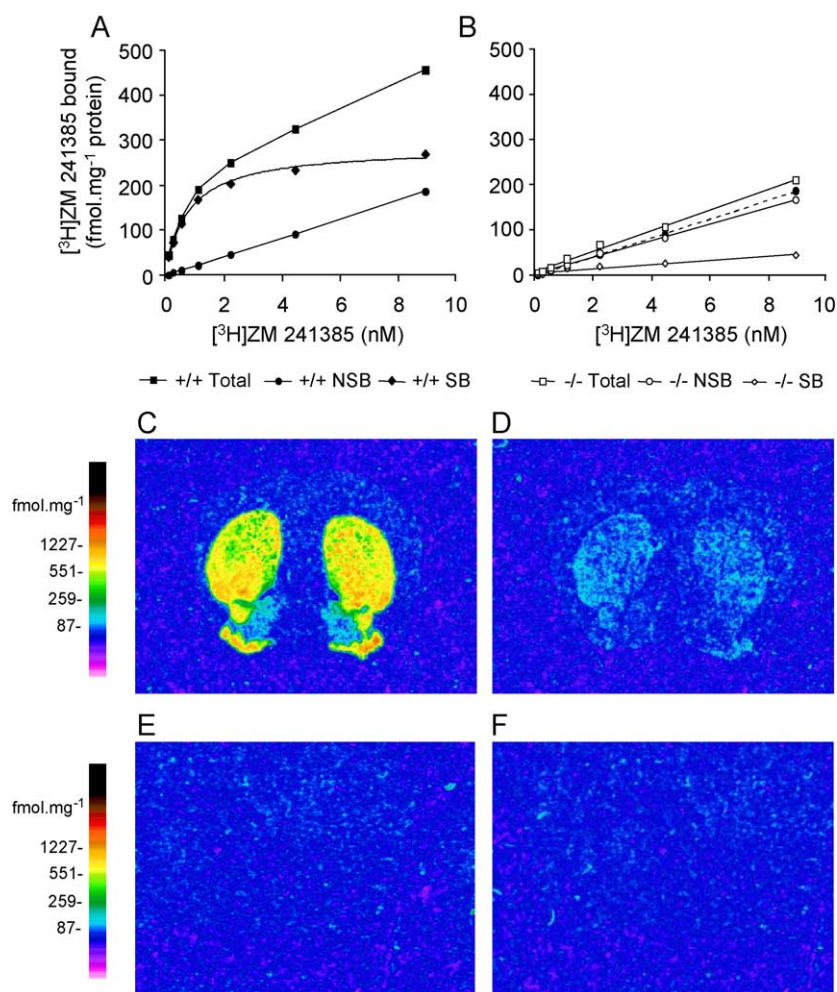 A
B
[³H]ZM 241385 bound
(fmol.mg⁻¹ protein)
500
400
300
200
100
0
0 2 4 6 8 10
[³H]ZM 241385 (nM)
500
400
300
200
100
0
0 2 4 6 8 10
[³H]ZM 241385 (nM)
+/+ Total +/+ NSB +/+ SB
-/- Total -/- NSB -/- SB
C
D
fmol.mg⁻¹
1227-
551-
259-
87-
E
F
fmol.mg⁻¹
1227-
551-
259-
87-